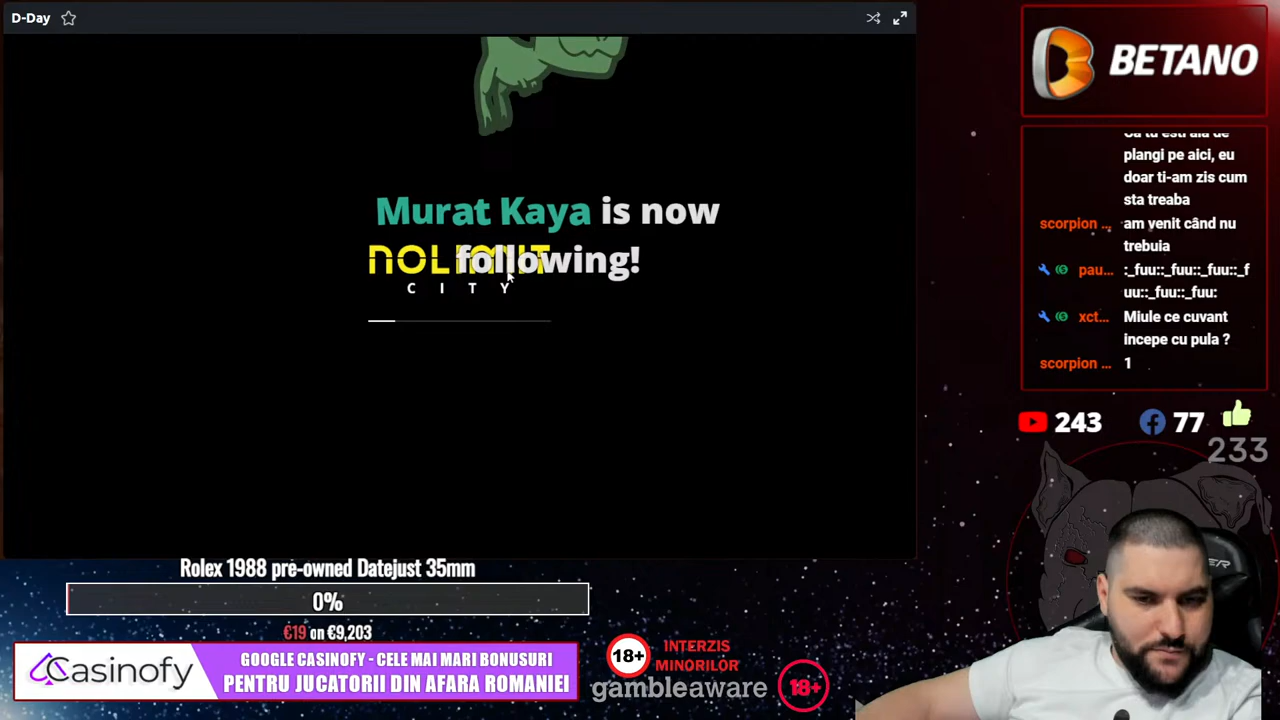 D-Day
Murat Kaya is now
following!
NOLIMIT
CITY
BETANO
Ca tu esti ala de
plangi pe aici, eu
doar ti-am zis cum
sta treaba
scorpion ... am venit când nu
trebuia
pau... :_fuu::_fuu::_fuu::_f
uu::_fuu::_fuu:
xct... Miule ce cuvant
incepe cu pula ?
scorpion ... 1
243 77
233
Rolex 1988 pre-owned Datejust 35mm
0%
€19 on €9,203
Casinofy
GOOGLE CASINOFY - CELE MAI MARI BONUSURI
PENTRU JUCATORII DIN AFARA ROMANIEI
18+ INTERZIS
MINORILOR
gambleaware 18+